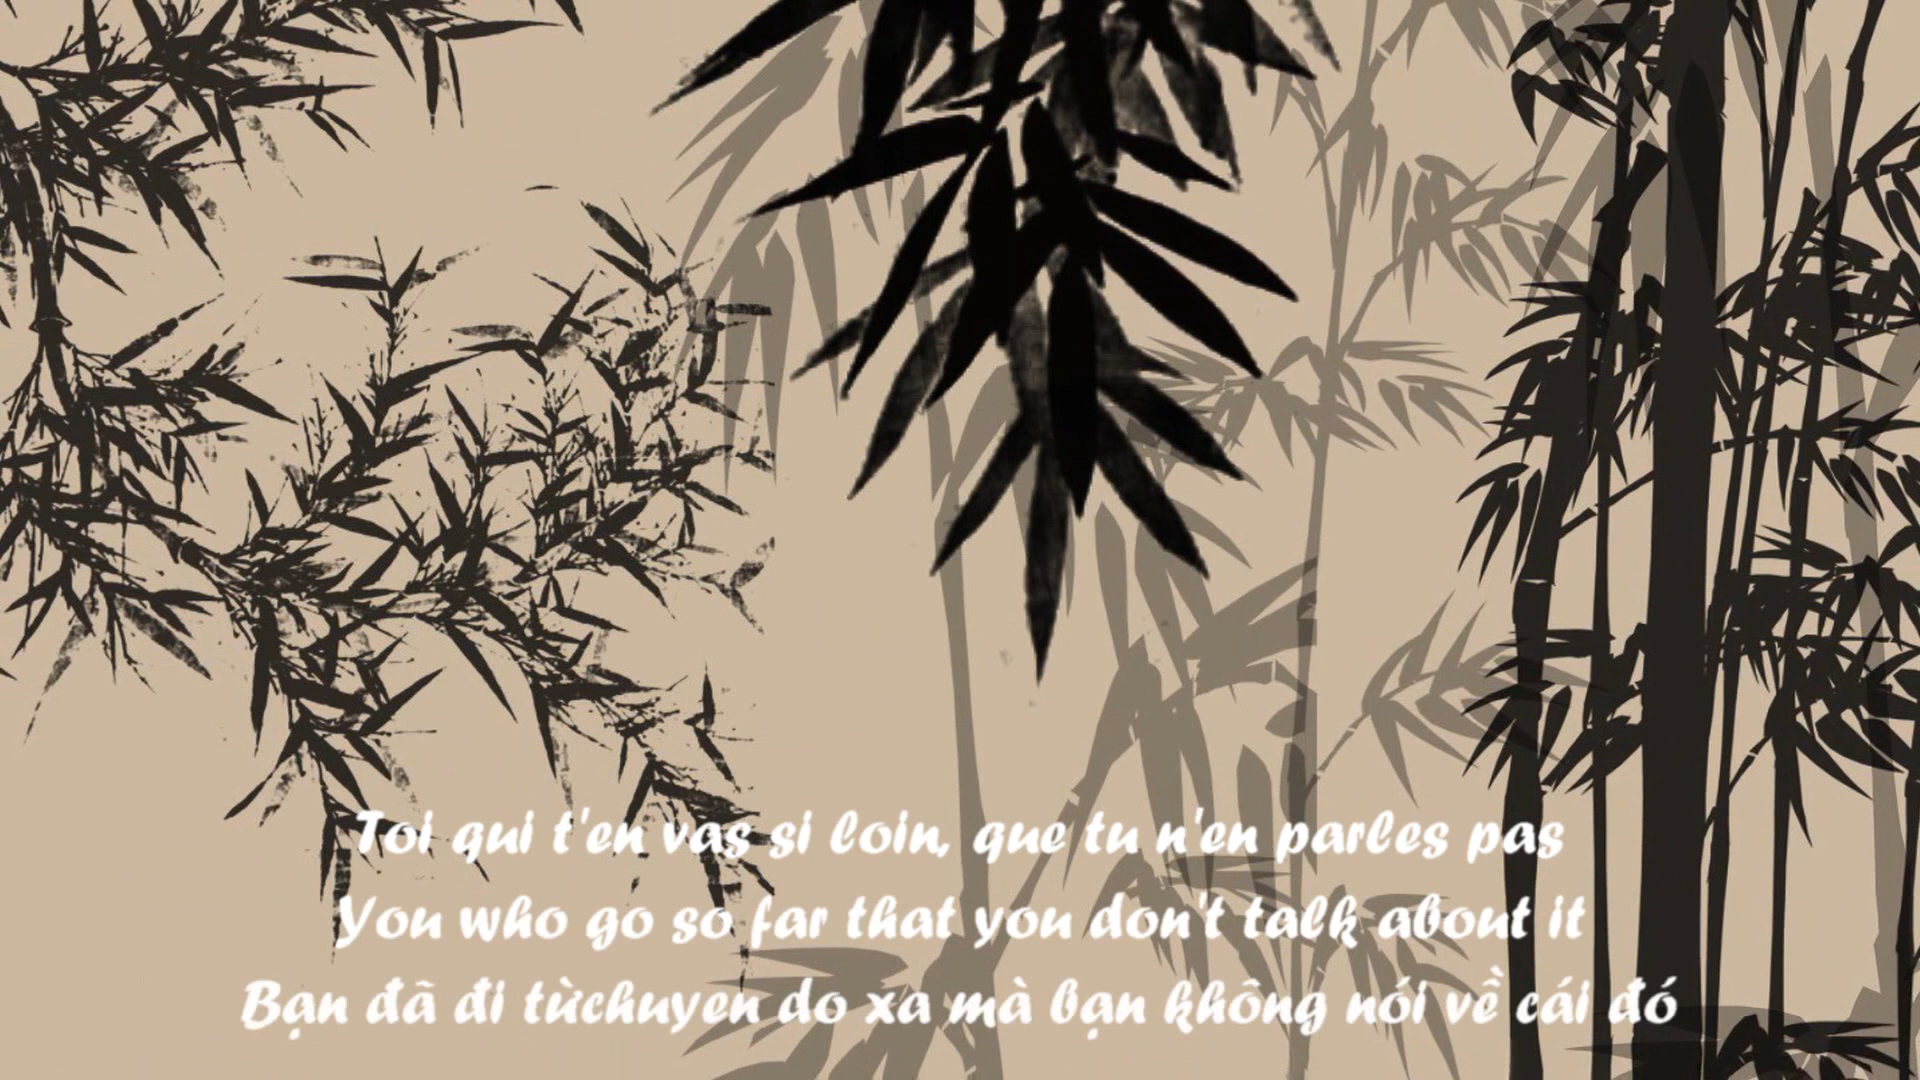 Toi qui t'en vas si loin, que tu n'en parles pas
You who go so far that you don't talk about it
Bạn đã đi từchuyen do xa mà bạn không nói về cái đó